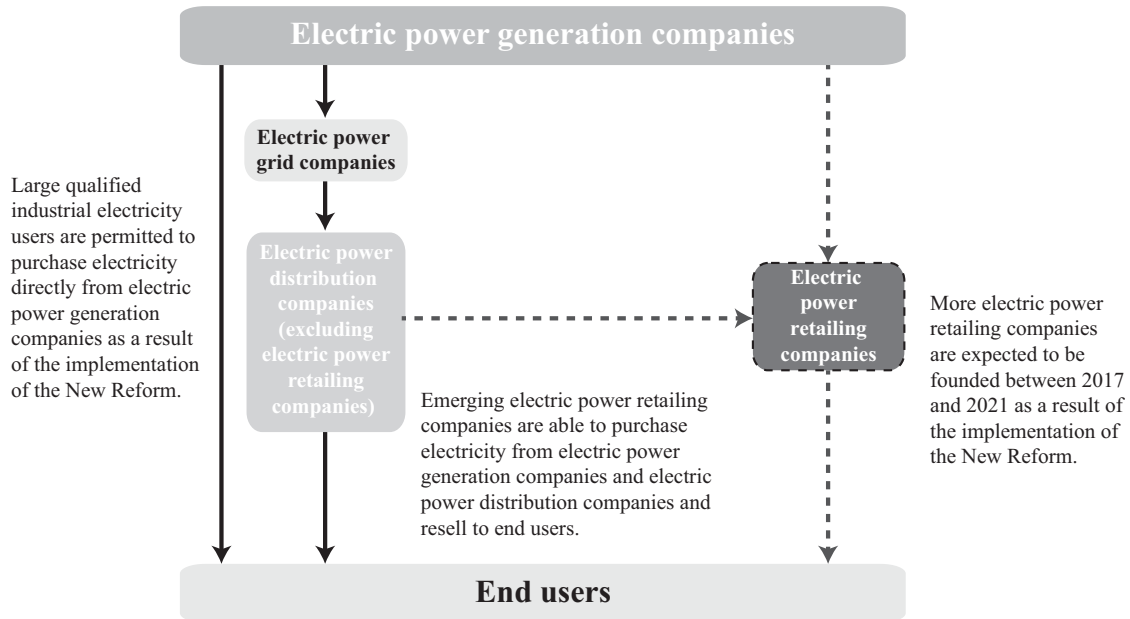 Electric power generation companies
Electric power
grid companies
Large qualified
industrial electricity
users are permitted to
purchase electricity
directly from electric
power generation
companies as a result
of the implementation
of the New Reform.
Electric power
distribution
companies
(excluding
electric power
retailing
companies)
Electric
power
retailing
companies
More electric power
retailing companies
are expected to be
founded between 2017
and 2021 as a result of
the implementation of
the New Reform.
Emerging electric power retailing
companies are able to purchase
electricity from electric power
generation companies and electric
power distribution companies and
resell to end users.
End users